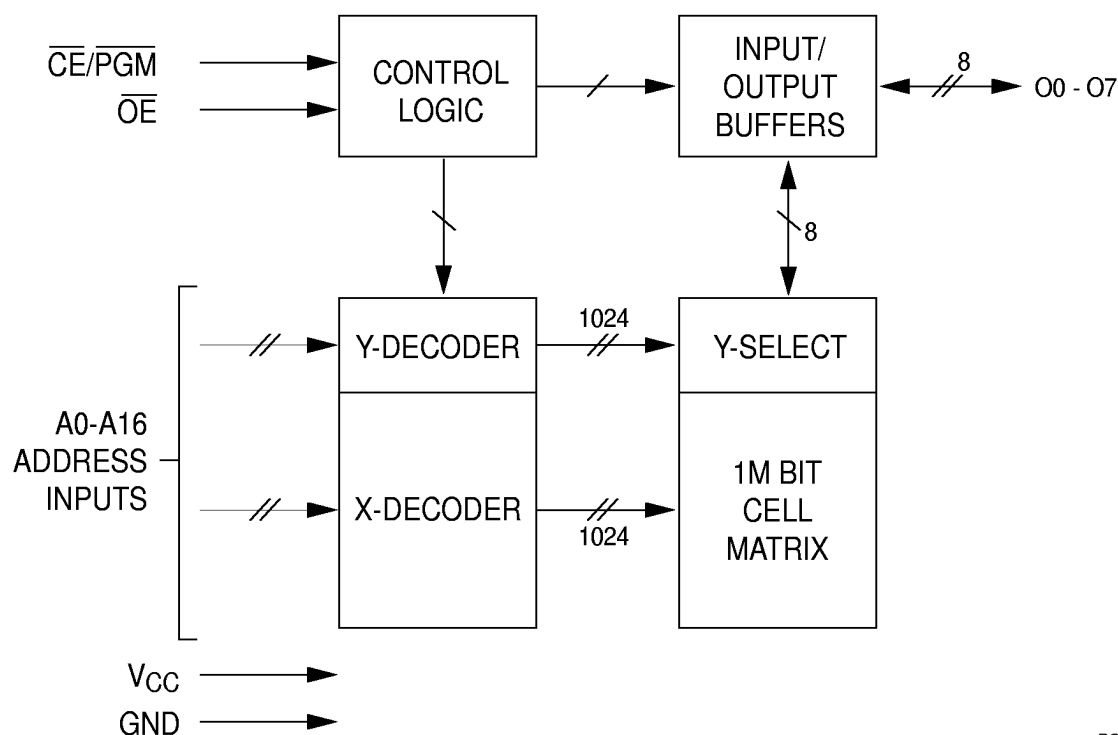 CE/PGM
OE
CONTROL
LOGIC
INPUT/
OUTPUT
BUFFERS
8
O0 - O7
8
A0-A16
ADDRESS
INPUTS
Y-DECODER
1024
Y-SELECT
X-DECODER
1024
1M BIT
CELL
MATRIX
VCC
GND